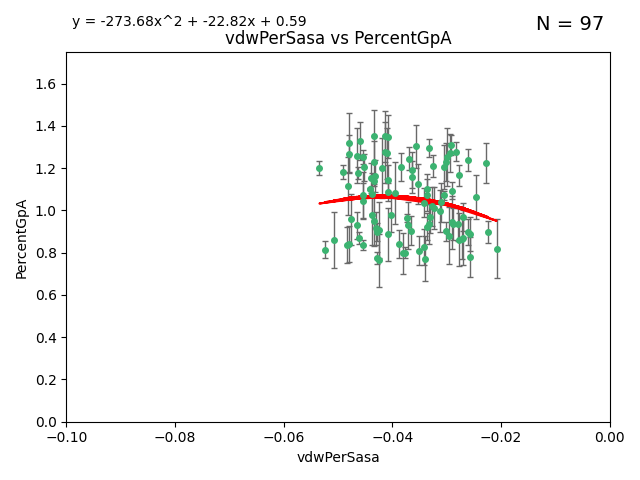 y = -273.68x^2 + -22.82x + 0.59
N = 97
vdwPerSasa vs PercentGpA
1.6
1.4
1.2
1.0
0.8
0.6
0.4
0.2
0.0
PercentGpA
−0.10 −0.08 −0.06 −0.04 −0.02 0.00
vdwPerSasa